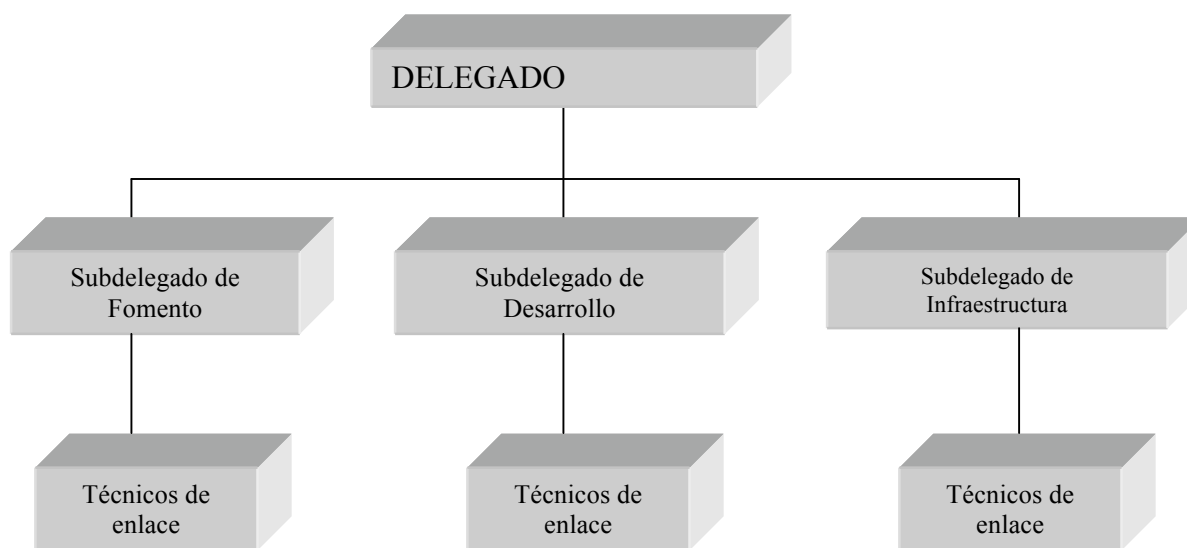 DELEGADO
Subdelegado de
Fomento
Subdelegado de
Desarrollo
Subdelegado de
Infraestructura
Técnicos de
enlace
Técnicos de
enlace
Técnicos de
enlace